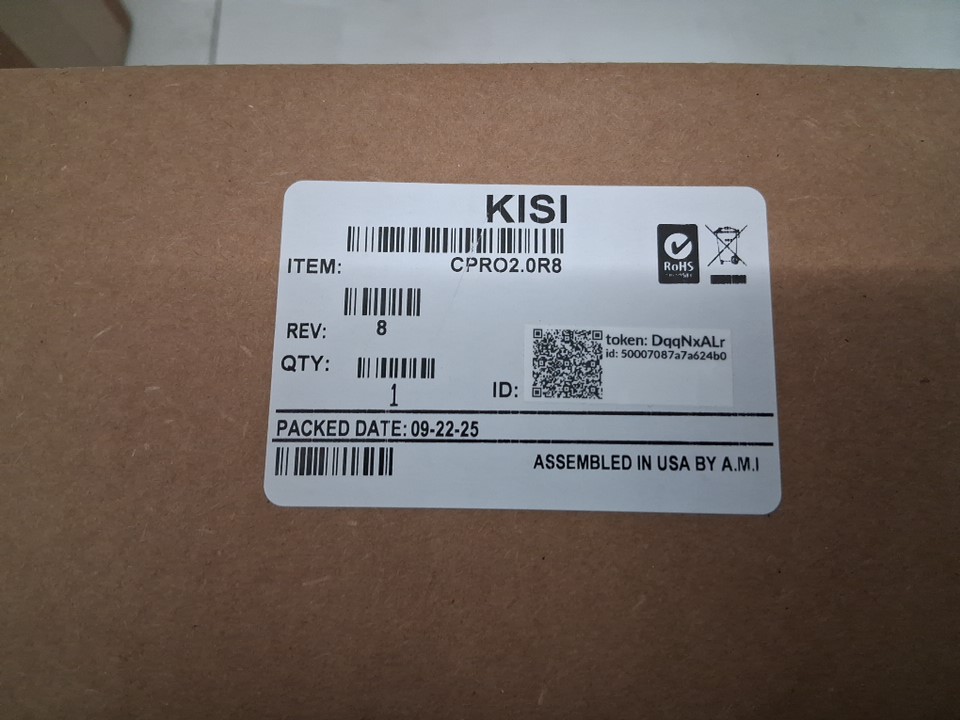 KISI
ITEM: CPRO2.0R8
RoHS
REV: 8
QTY: 1
ID:
token: DqqNxALr
id: 50007087a7a624b0
PACKED DATE: 09-22-25
ASSEMBLED IN USA BY A.M.I